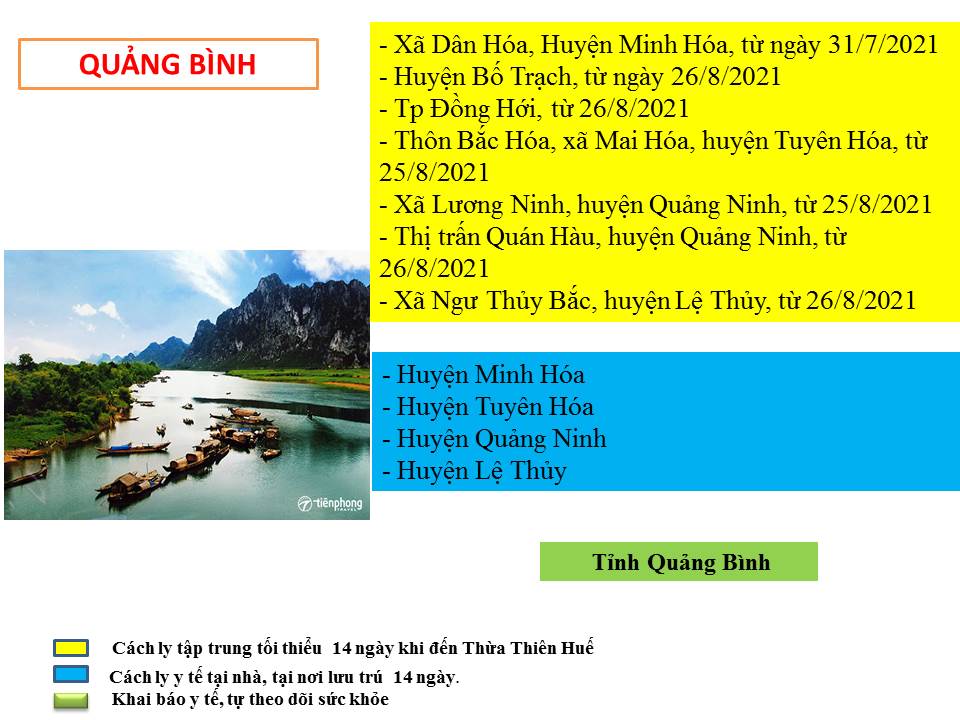 QUẢNG BÌNH
- Xã Dân Hóa, Huyện Minh Hóa, từ ngày 31/7/2021
- Huyện Bố Trạch, từ ngày 26/8/2021
- Tp Đồng Hới, từ 26/8/2021
- Thôn Bắc Hóa, xã Mai Hóa, huyện Tuyên Hóa, từ
25/8/2021
- Xã Lương Ninh, huyện Quảng Ninh, từ 25/8/2021
- Thị trấn Quán Hàu, huyện Quảng Ninh, từ
26/8/2021
- Xã Ngư Thủy Bắc, huyện Lệ Thủy, từ 26/8/2021
- Huyện Minh Hóa
- Huyện Tuyên Hóa
- Huyện Quảng Ninh
- Huyện Lệ Thủy
tiênphong
TRAVEL
Tỉnh Quảng Bình
Cách ly tập trung tối thiểu 14 ngày khi đến Thừa Thiên Huế
Cách ly y tế tại nhà, tại nơi lưu trú 14 ngày.
Khai báo y tế, tự theo dõi sức khỏe